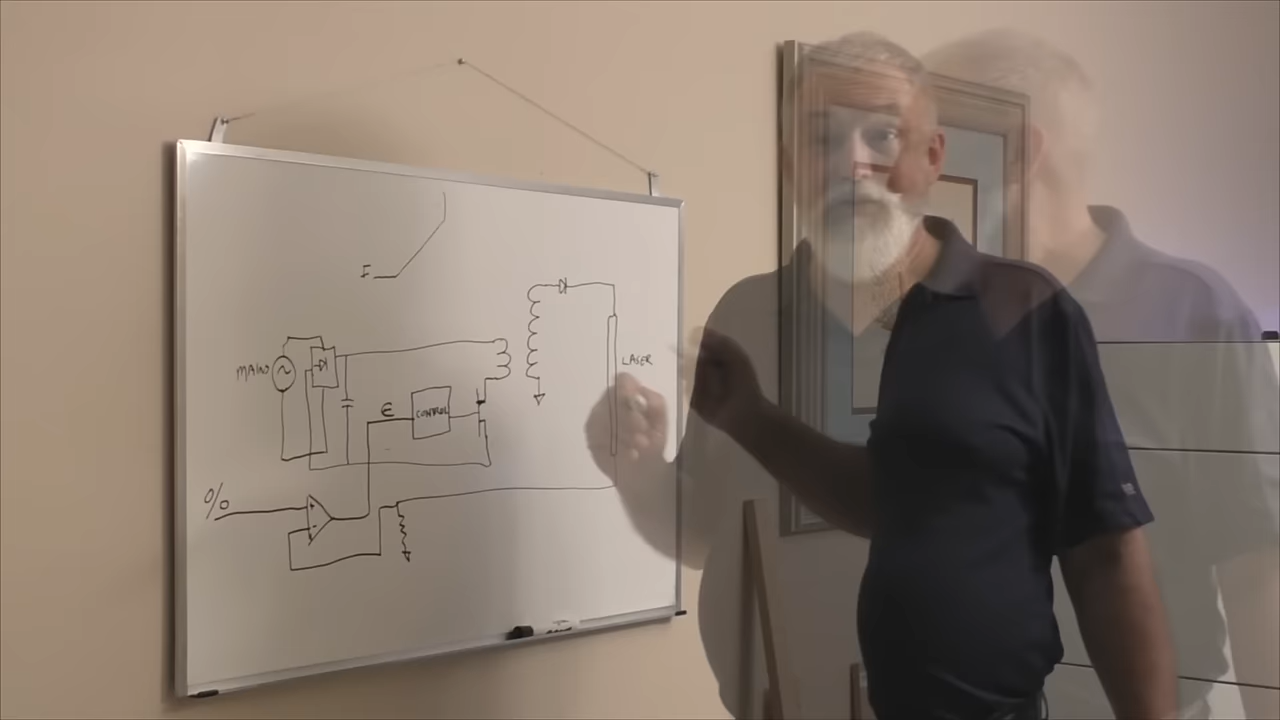 I
LASER
MAINS
E
CONTROL
%
+
-